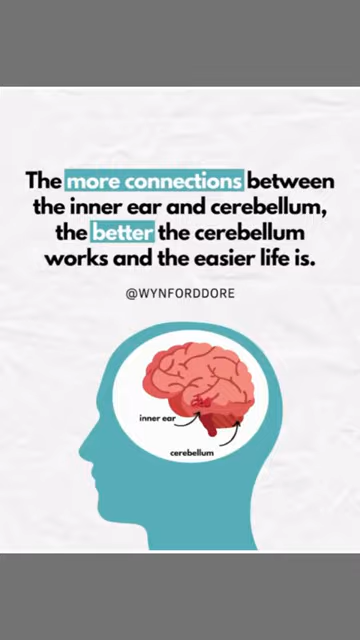 The more connections between
the inner ear and cerebellum,
the better the cerebellum
works and the easier life is.
@WYNFORDDORE
inner ear
cerebellum